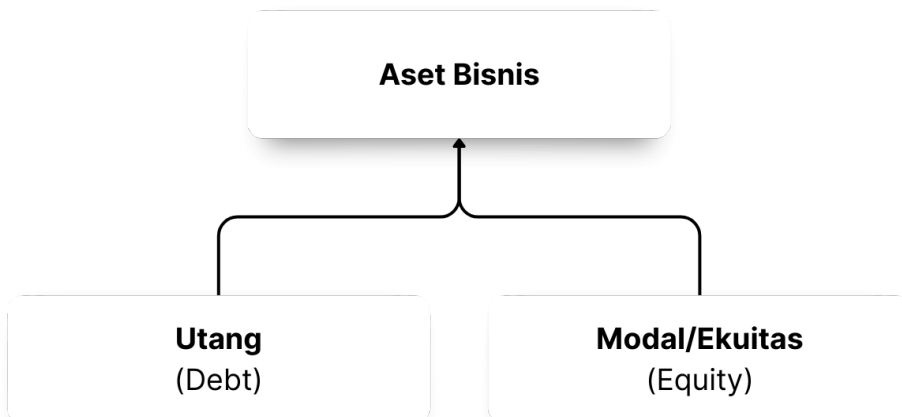 Aset Bisnis
Utang
(Debt)
Modal/Ekuitas
(Equity)